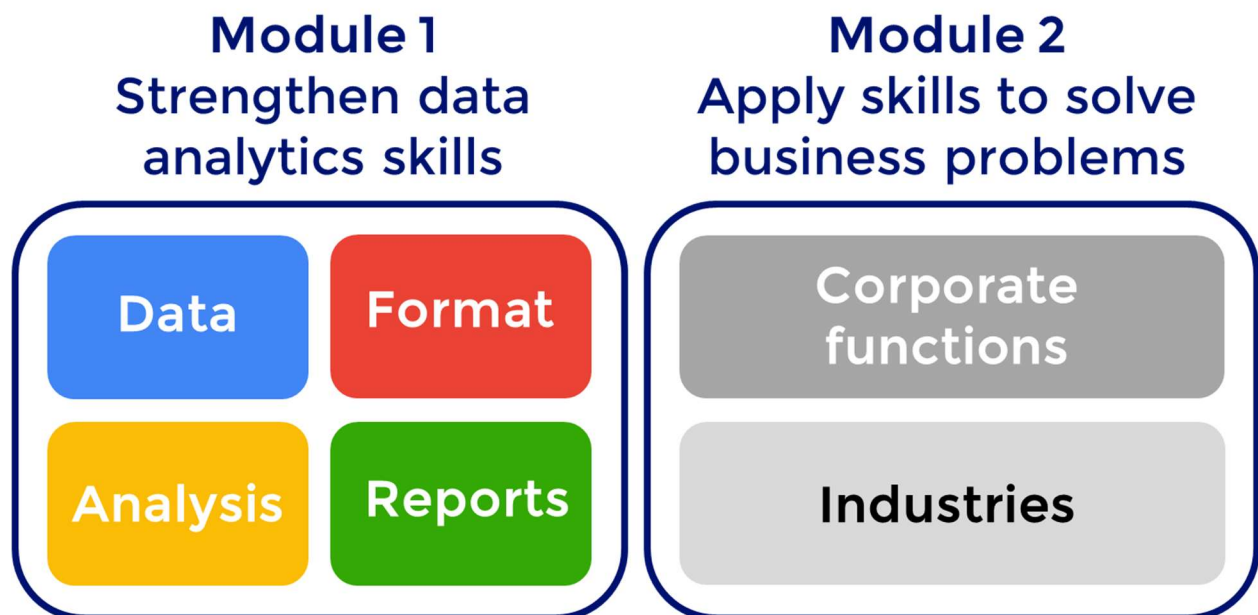 Module 1
Strengthen data
analytics skills
Data
Format
Analysis
Reports
Module 2
Apply skills to solve
business problems
Corporate
functions
Industries